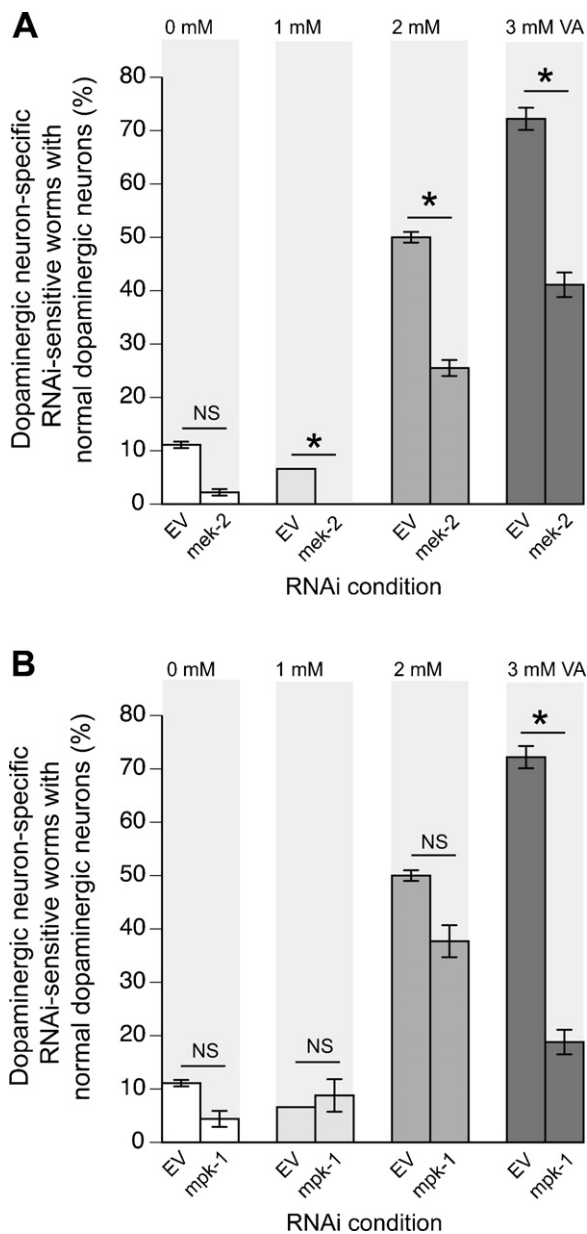 A
0 mM
1 mM
2 mM
3 mM VA
Dopaminergic neuron-specific
RNAi-sensitive worms with
normal dopaminergic neurons (%)
80
70
60
50
40
30
20
10
0
NS
*
*
*
EV
mek-2
EV
mek-2
EV
mek-2
EV
mek-2
RNAi condition
B
0 mM
1 mM
2 mM
3 mM VA
Dopaminergic neuron-specific
RNAi-sensitive worms with
normal dopaminergic neurons (%)
80
70
60
50
40
30
20
10
0
NS
NS
NS
*
EV
mpk-1
EV
mpk-1
EV
mpk-1
EV
mpk-1
RNAi condition